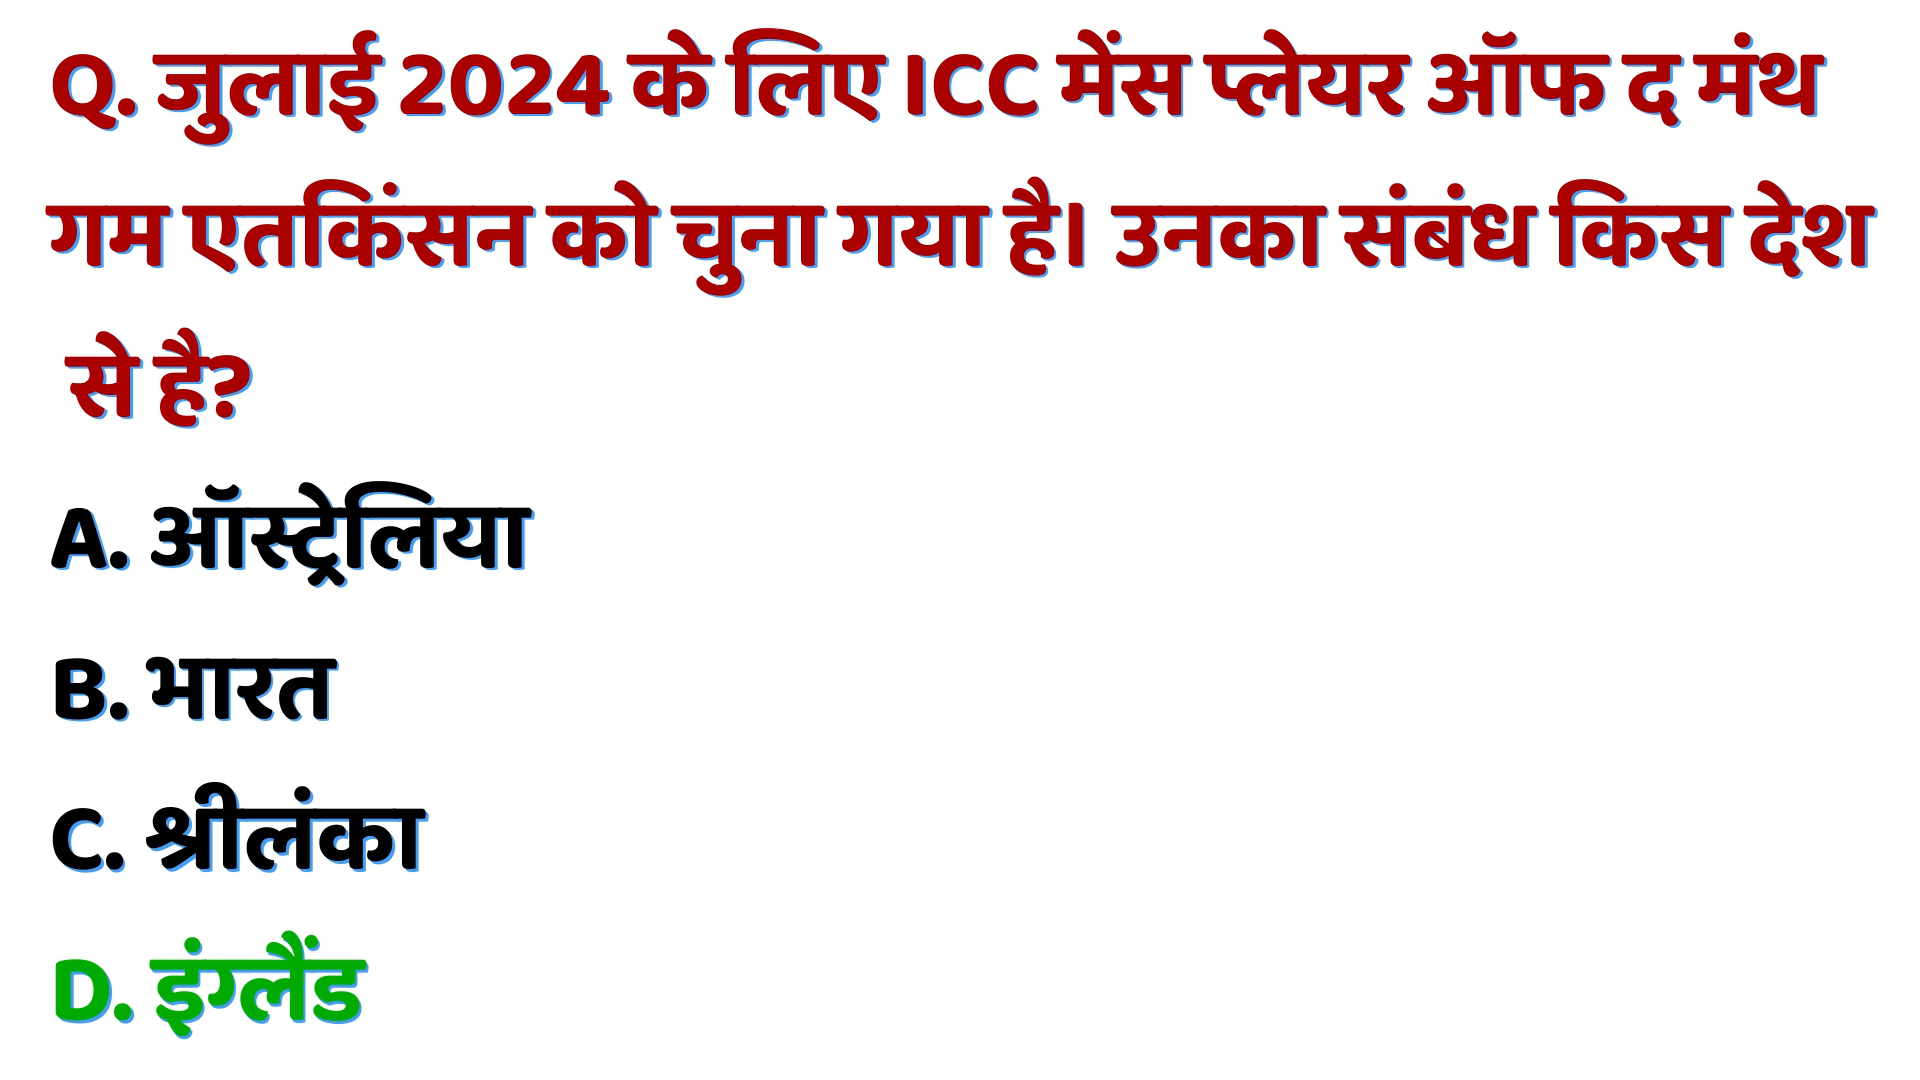 Q. जुलाई 2024 के लिए ICC मेंस प्लेयर ऑफ द मंथ
गम एतकिंसन को चुना गया है। उनका संबंध किस देश
से है?
A. ऑस्ट्रेलिया
B. भारत
C. श्रीलंका
D. इंग्लैंड